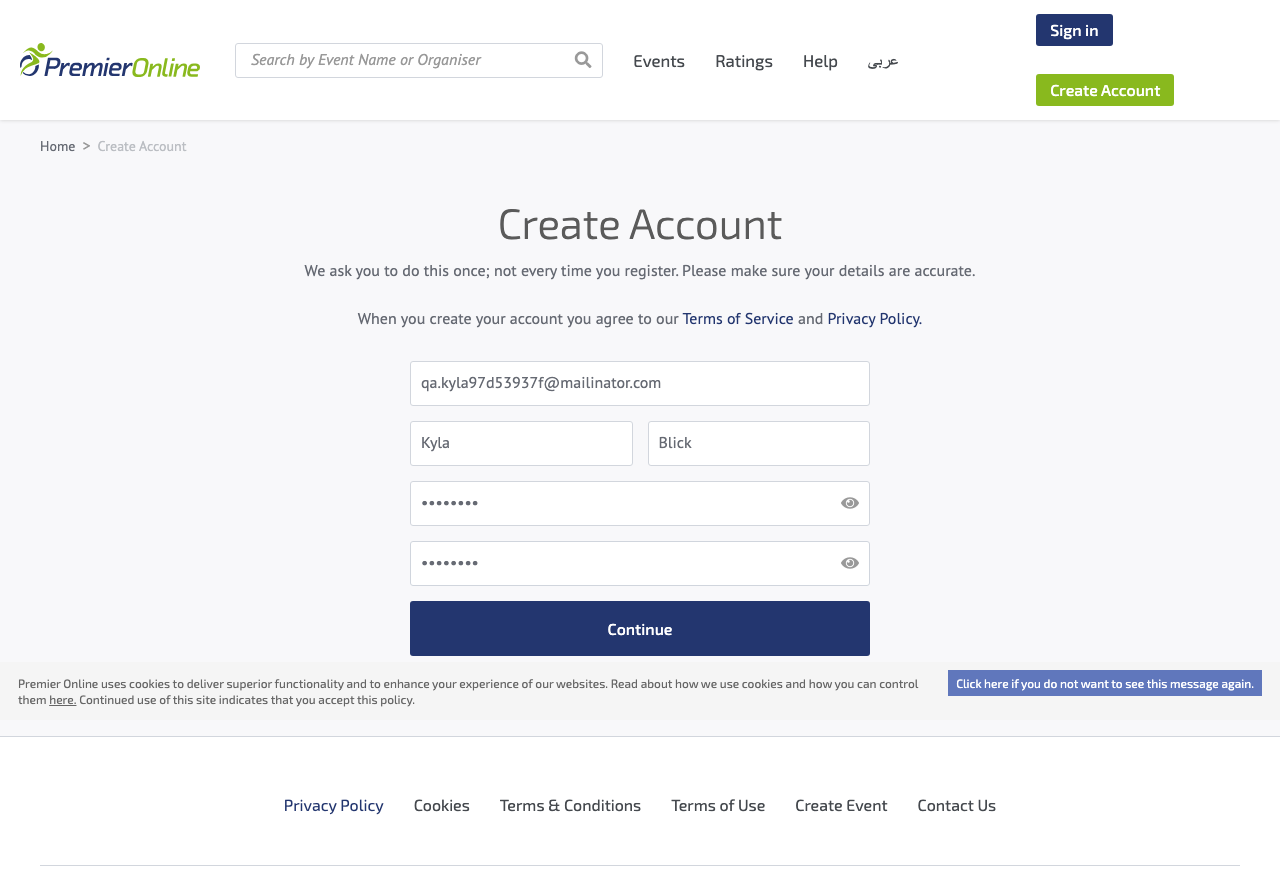 PremierOnline
Search by Event Name or Organiser
Events
Ratings
Help
عربي
Sign in
Create Account
Home > Create Account
Create Account
We ask you to do this once; not every time you register. Please make sure your details are accurate.
When you create your account you agree to our Terms of Service and Privacy Policy.
qa.kyla97d53937f@mailinator.com
Kyla
Blick
••••••••
••••••••
Continue
Premier Online uses cookies to deliver superior functionality and to enhance your experience of our websites. Read about how we use cookies and how you can control
them here. Continued use of this site indicates that you accept this policy.
Click here if you do not want to see this message again.
Privacy Policy
Cookies
Terms & Conditions
Terms of Use
Create Event
Contact Us